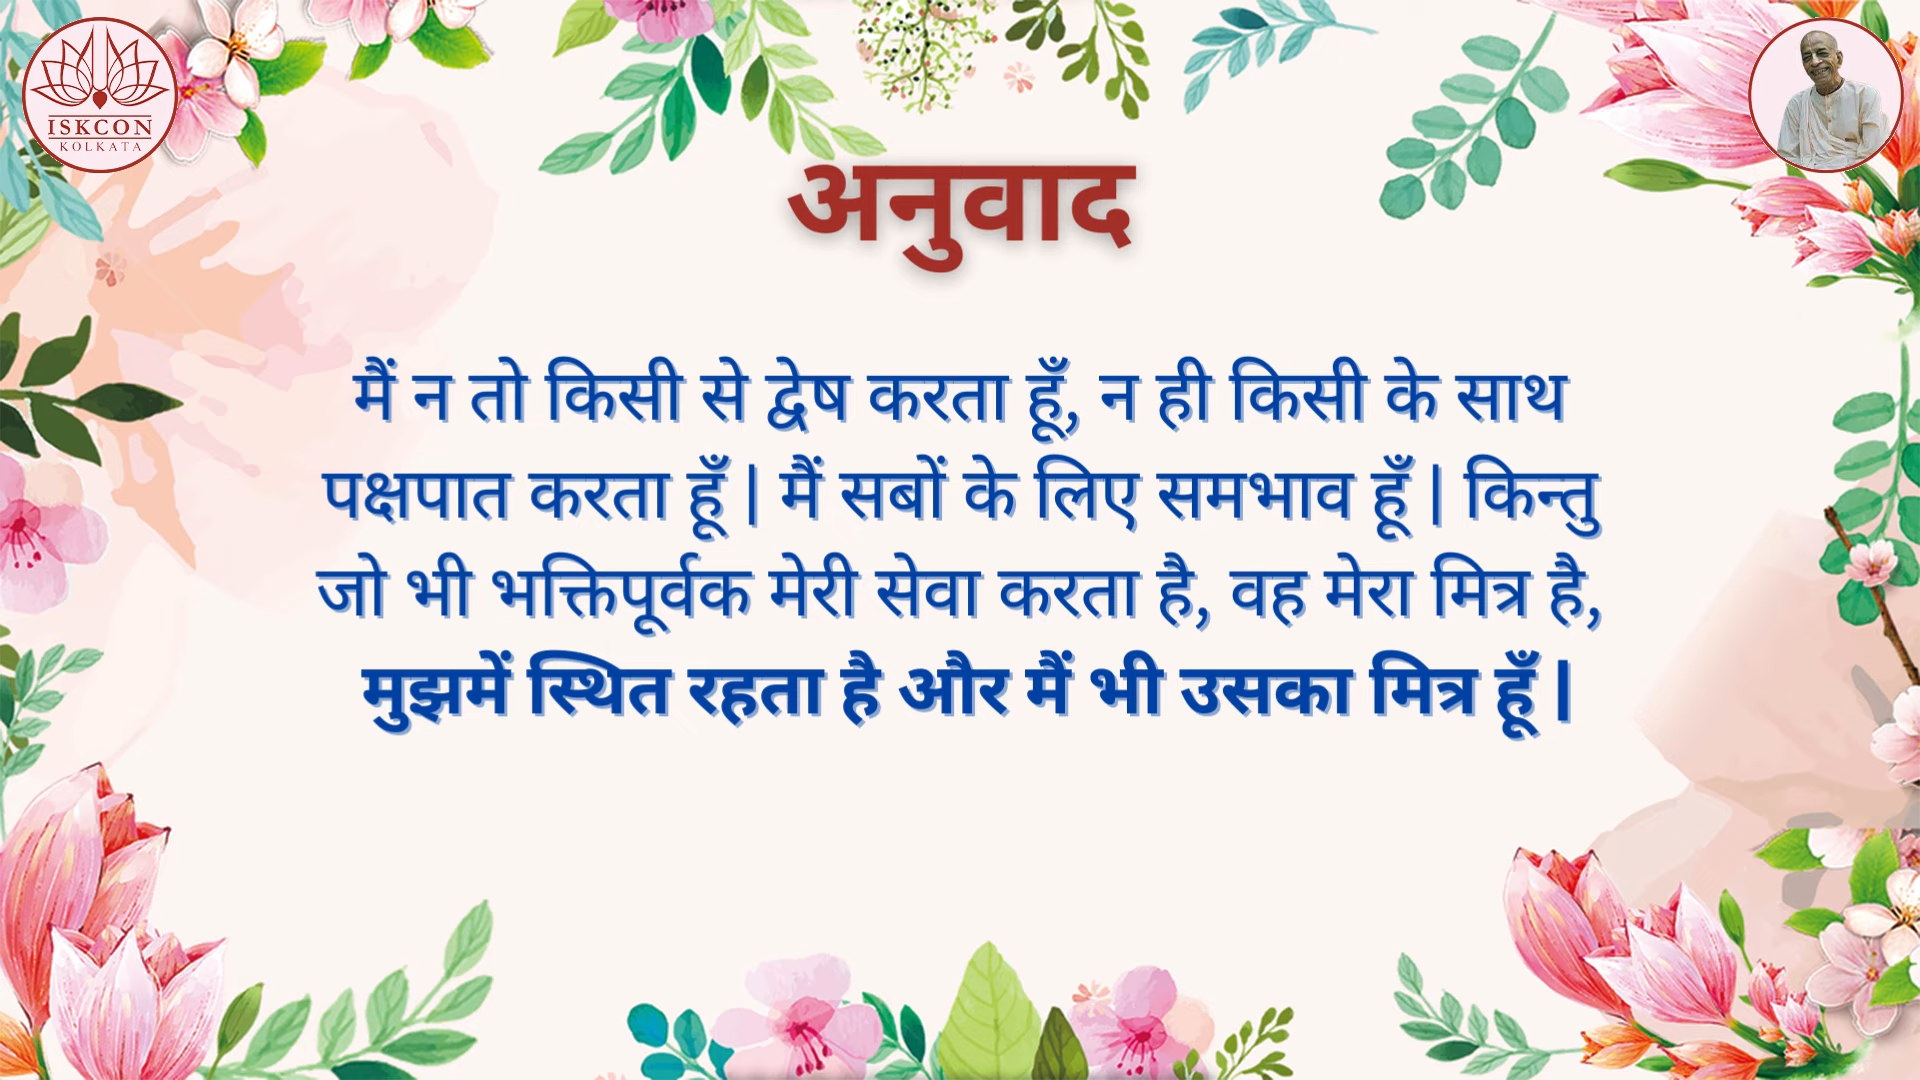 ISKCON
KOLKATA
अनुवाद
मैं न तो किसी से द्वेष करता हूँ, न ही किसी के साथ
पक्षपात करता हूँ | मैं सबों के लिए समभाव हूँ | किन्तु
जो भी भक्तिपूर्वक मेरी सेवा करता है, वह मेरा मित्र है,
मुझमें स्थित रहता है और मैं भी उसका मित्र हूँ |